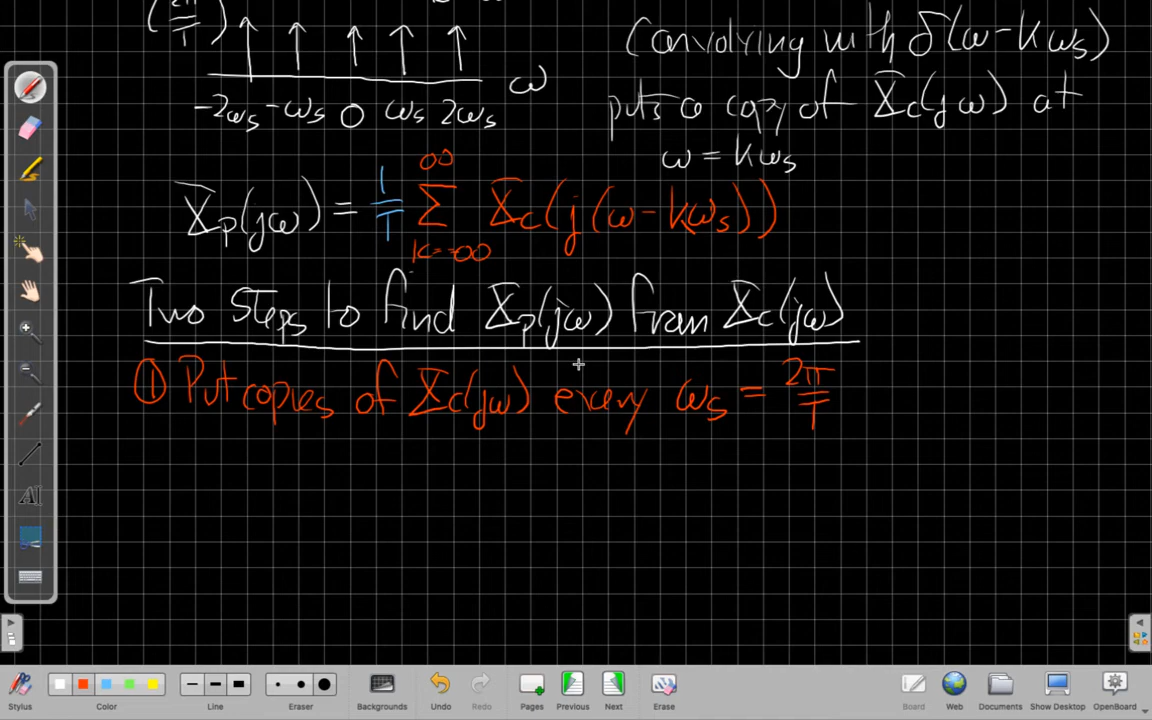 (2π/T)
ω
-2ωs -ωs 0 ωs 2ωs
(convolving with δ(ω-kωs)
puts a copy of Xc(jω) at
ω = kωs
Xp(jω) = 1/T ∑ k=-∞ ∞ Xc(j(ω-kωs))
Two steps to find Xp(jω) from Xc(jω)
① Put copies of Xc(jω) every ωs = 2π/T
Stylus Color Line Eraser Backgrounds Undo Redo Pages Previous Next Erase Board Web Documents Show Desktop OpenBoard